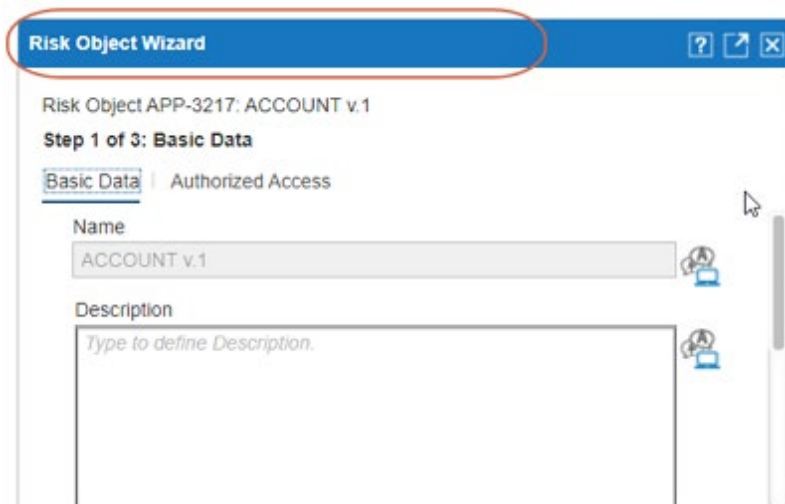 Risk Object Wizard
Risk Object APP-3217: ACCOUNT v.1
Step 1 of 3: Basic Data
Basic Data | Authorized Access
Name
ACCOUNT v.1
Description
Type to define Description.